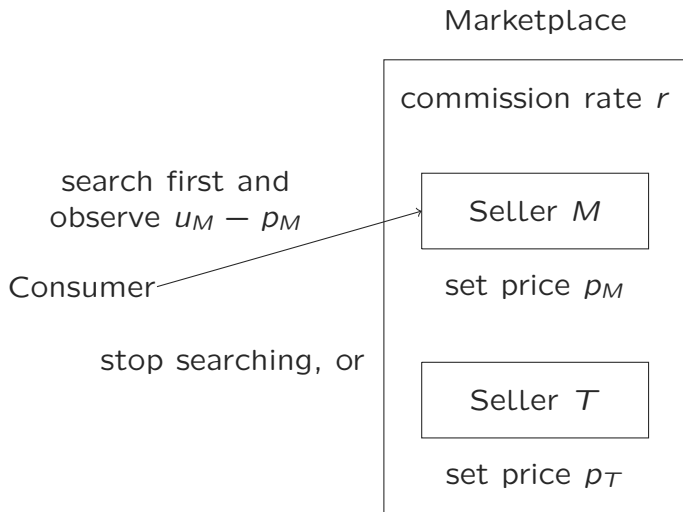 Marketplace
commission rate r
search first and
observe u_M − p_M
Seller M
Consumer
set price p_M
stop searching, or
Seller T
set price p_T